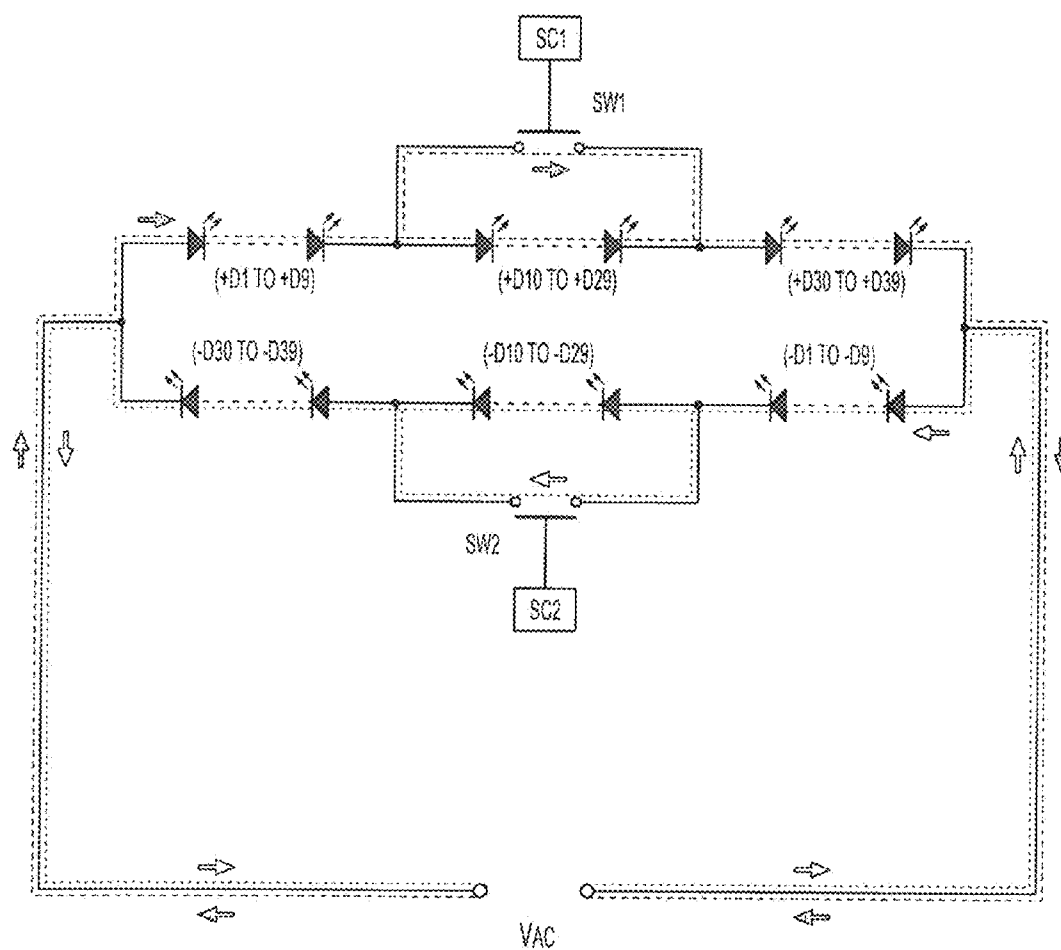 SC1
SW1
(+D1 TO +D9)
(+D10 TO +D29)
(+D30 TO +D39)
(-D30 TO -D39)
(-D10 TO -D29)
(-D1 TO -D9)
SW2
SC2
VAC